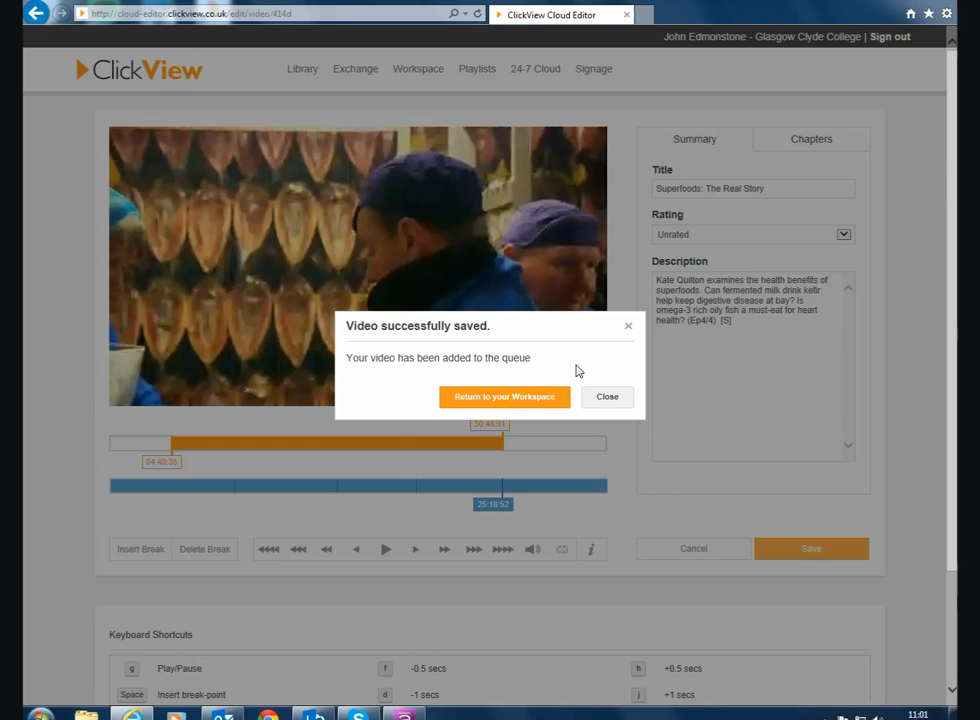 http://cloud-editor.clickview.co.uk/edit/video/414d
ClickView Cloud Editor
John Edmonstone - Glasgow Clyde College | Sign out
ClickView
Library
Exchange
Workspace
Playlists
24-7 Cloud
Signage
Summary
Chapters
Title
Superfoods: The Real Story
Rating
Unrated
Description
Kate Quilton examines the health benefits of
superfoods. Can fermented milk drink kefir
help keep digestive disease at bay? Is
omega-3 rich oily fish a must-eat for heart
health? (Ep4/4) [S]
Video successfully saved.
Your video has been added to the queue
Return to your Workspace
Close
30:48:91
04:40:35
25:18:52
Insert Break
Delete Break
Cancel
Save
Keyboard Shortcuts
g Play/Pause
f -0.5 secs
h +0.5 secs
Space Insert break-point
d -1 secs
j +1 secs
11:01